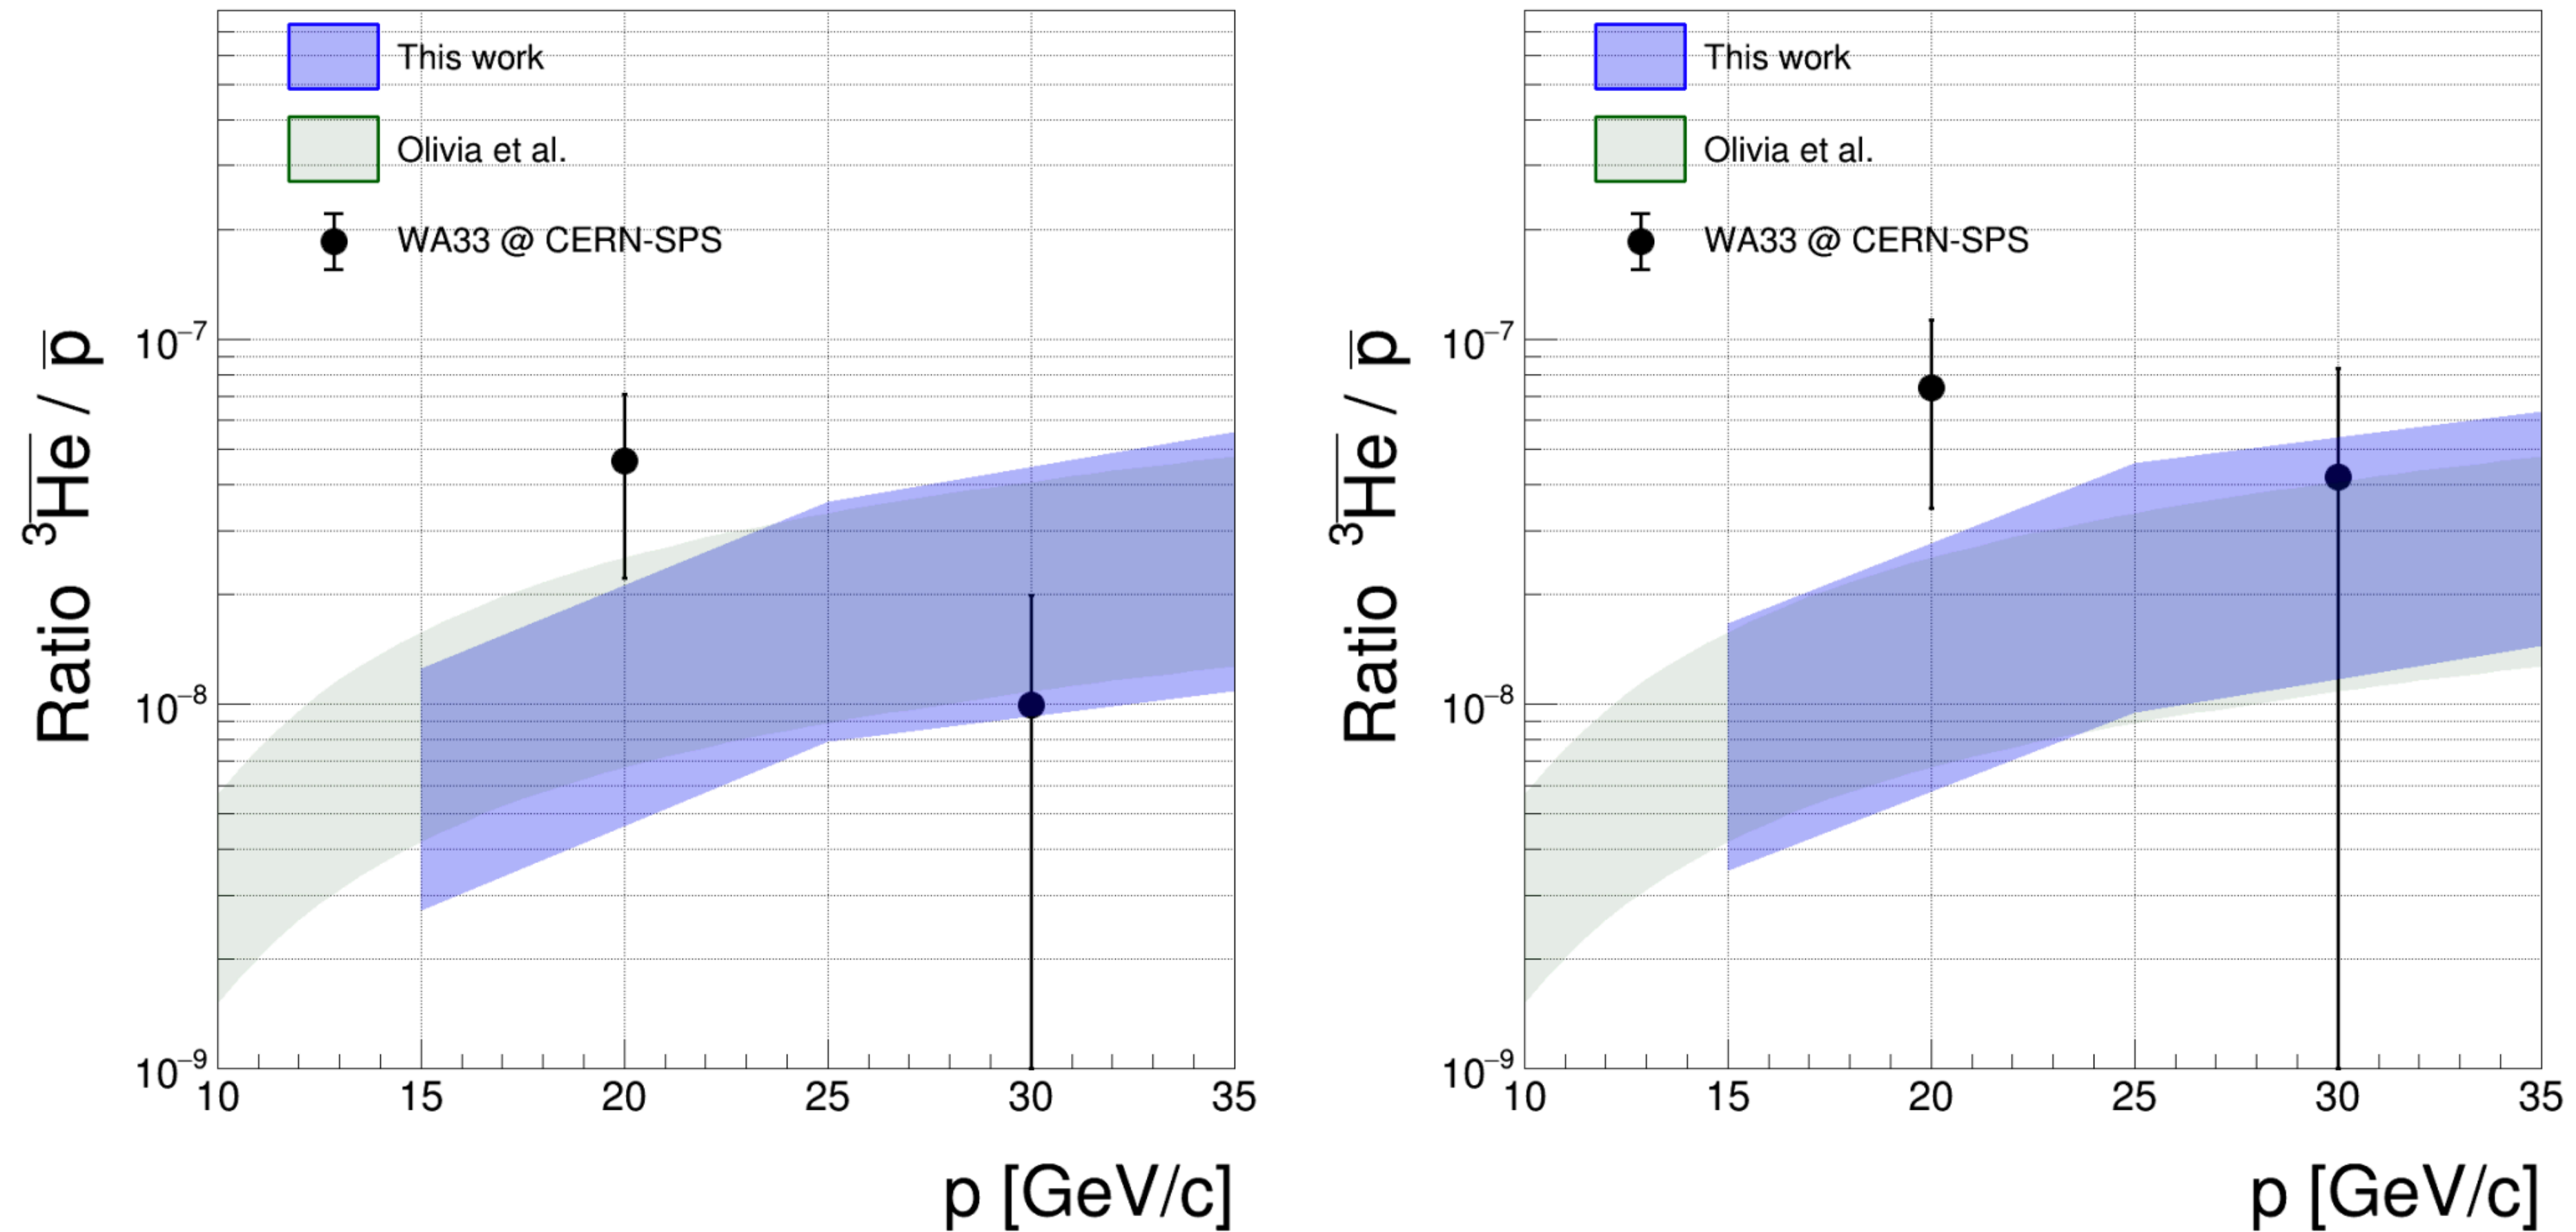 This work
Olivia et al.
WA33 @ CERN-SPS
Ratio ³H̅e̅ / p̅
10⁻⁷
10⁻⁸
10⁻⁹
10 15 20 25 30 35
p [GeV/c]
This work
Olivia et al.
WA33 @ CERN-SPS
Ratio ³H̅e̅ / p̅
10⁻⁷
10⁻⁸
10⁻⁹
10 15 20 25 30 35
p [GeV/c]